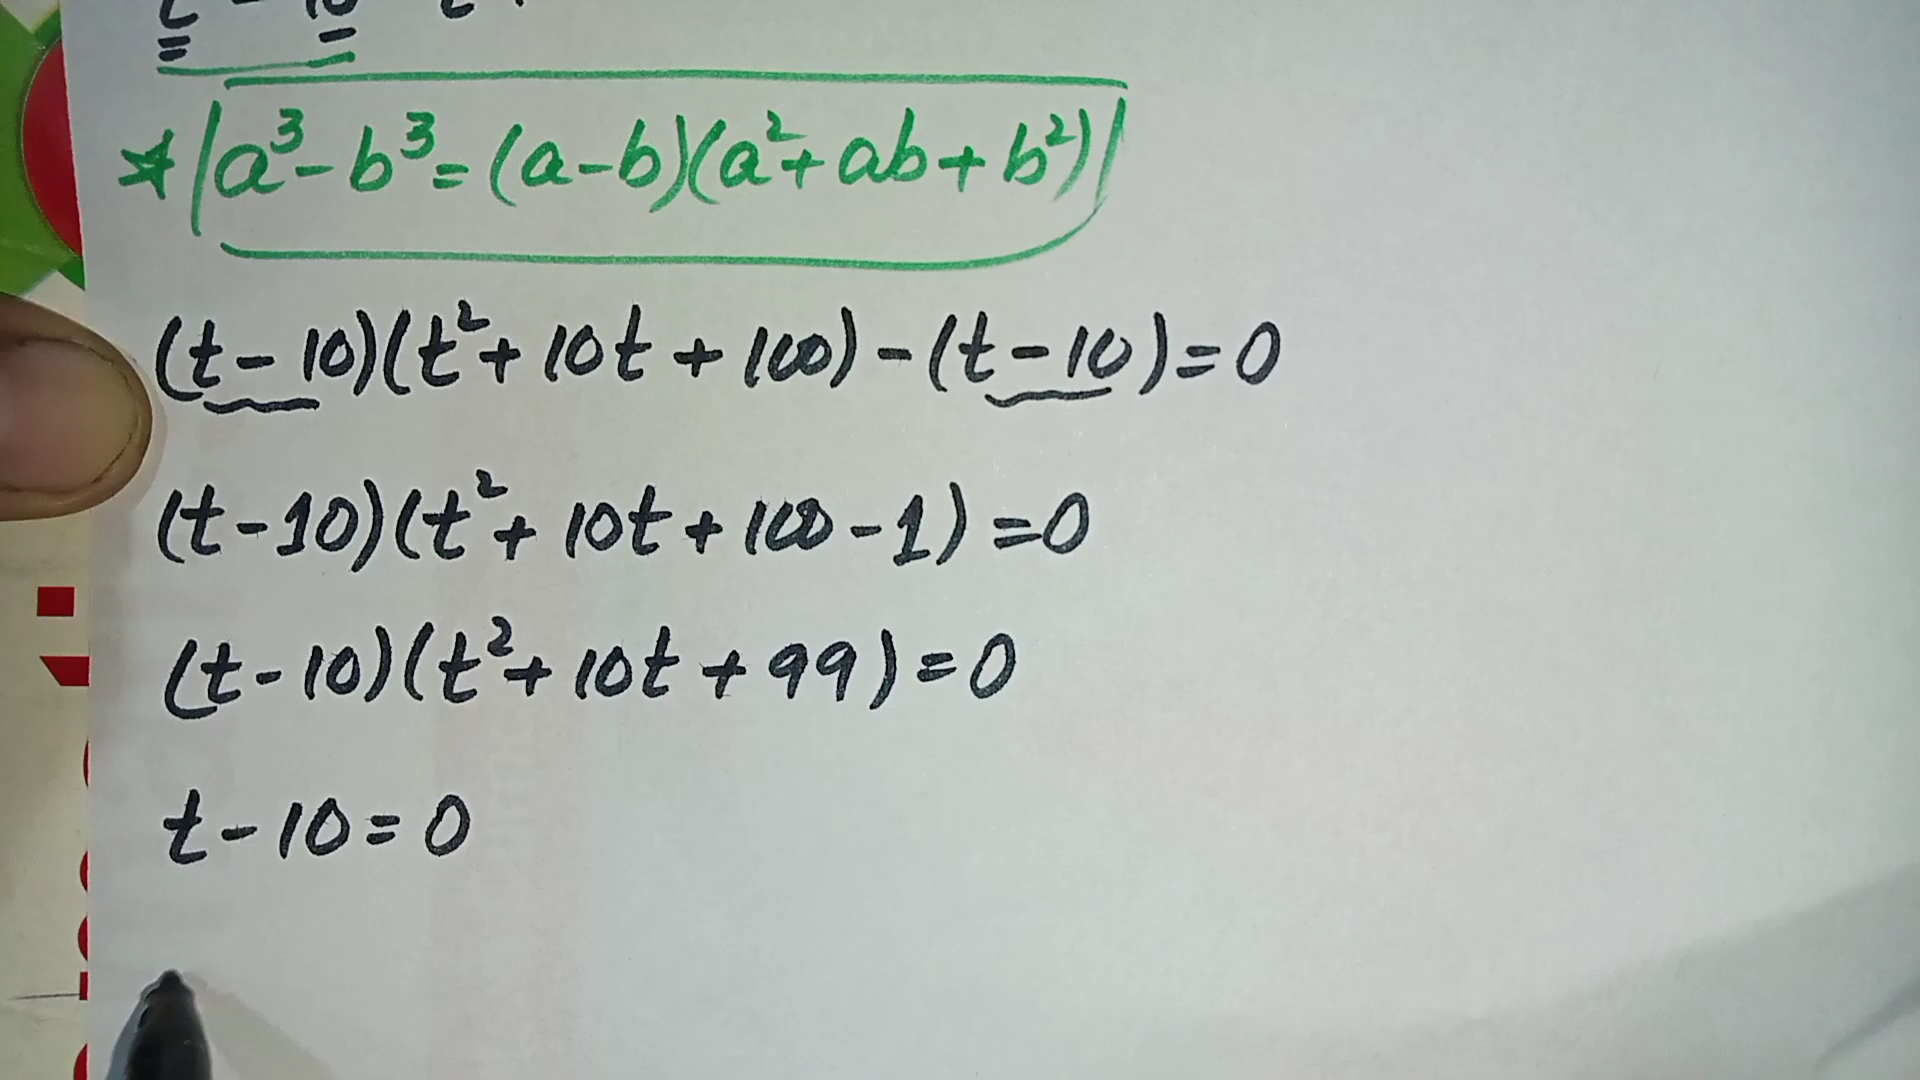 * |a³-b³=(a-b)(a²+ab+b²)|
(t-10)(t²+10t+100)-(t-10)=0
(t-10)(t²+10t+100-1)=0
(t-10)(t²+10t+99)=0
t-10=0